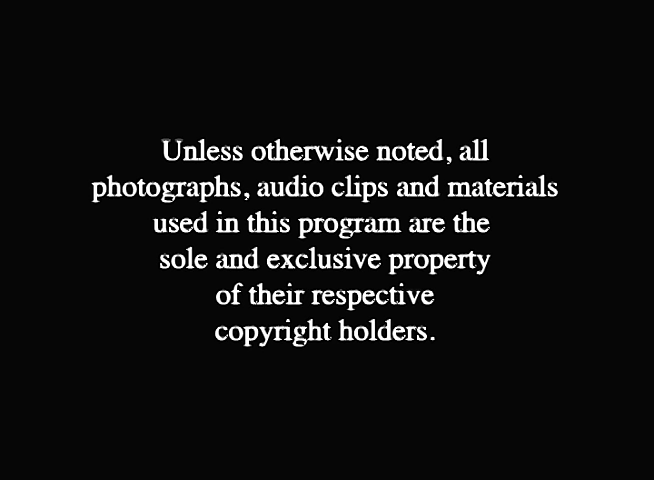 Unless otherwise noted, all
photographs, audio clips and materials
used in this program are the
sole and exclusive property
of their respective
copyright holders.